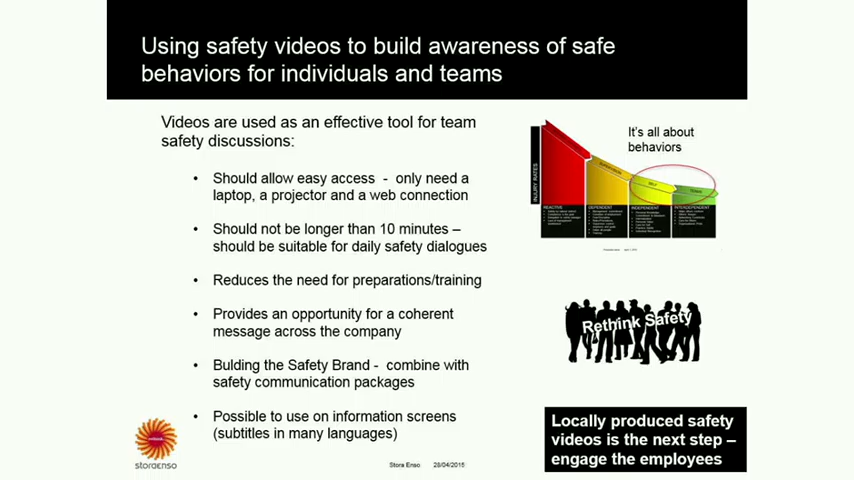 Using safety videos to build awareness of safe
behaviors for individuals and teams
Videos are used as an effective tool for team
safety discussions:
• Should allow easy access - only need a
laptop, a projector and a web connection
• Should not be longer than 10 minutes –
should be suitable for daily safety dialogues
• Reduces the need for preparations/training
• Provides an opportunity for a coherent
message across the company
• Bulding the Safety Brand - combine with
safety communication packages
• Possible to use on information screens
(subtitles in many languages)
It's all about
behaviors
INJURY RATES
REACTIVE
DEPENDENT
INDEPENDENT
INTERDEPENDENT
Rethink Safety
Locally produced safety
videos is the next step –
engage the employees
storaenso
Stora Enso 28/04/2015